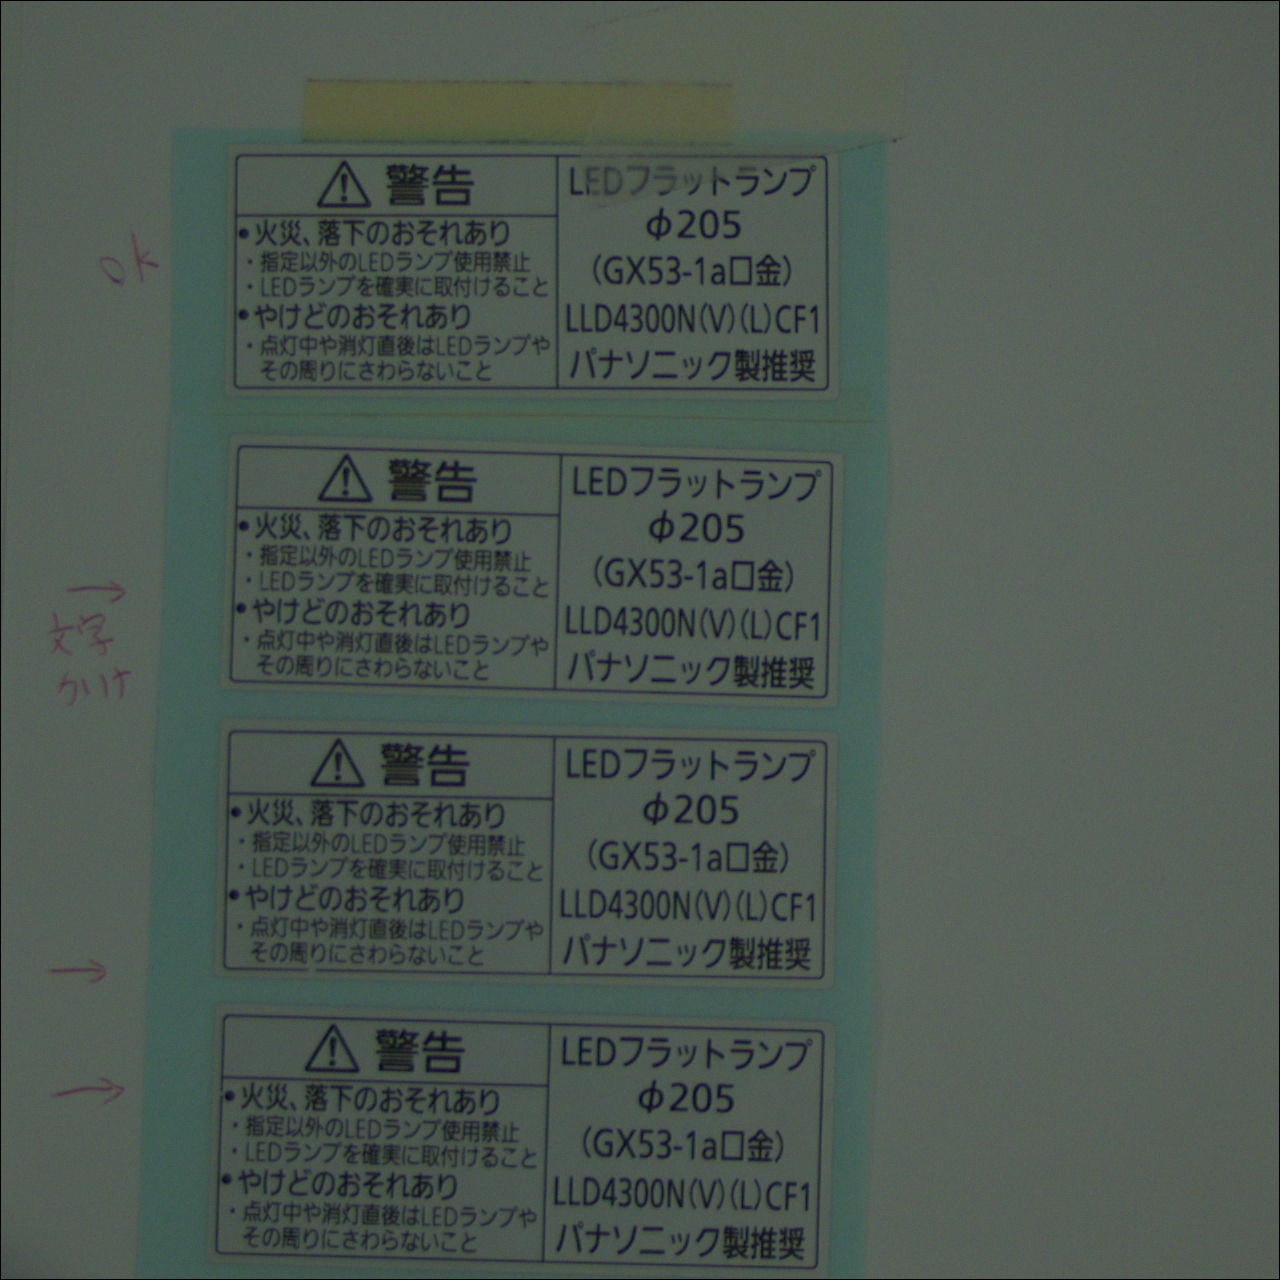 ok
警告
・火災、落下のおそれあり
・指定以外のLEDランプ使用禁止
・LEDランプを確実に取付けること
・やけどのおそれあり
・点灯中や消灯直後はLEDランプや
その周りにさわらないこと
LEDフラットランプ
φ205
(GX53-1a口金)
LLD4300N(V)(L)CF1
パナソニック製推奨
→
文字
カケ
警告
・火災、落下のおそれあり
・指定以外のLEDランプ使用禁止
・LEDランプを確実に取付けること
・やけどのおそれあり
・点灯中や消灯直後はLEDランプや
その周りにさわらないこと
LEDフラットランプ
φ205
(GX53-1a口金)
LLD4300N(V)(L)CF1
パナソニック製推奨
→
警告
・火災、落下のおそれあり
・指定以外のLEDランプ使用禁止
・LEDランプを確実に取付けること
・やけどのおそれあり
・点灯中や消灯直後はLEDランプや
その周りにさわらないこと
LEDフラットランプ
φ205
(GX53-1a口金)
LLD4300N(V)(L)CF1
パナソニック製推奨
→
警告
・火災、落下のおそれあり
・指定以外のLEDランプ使用禁止
・LEDランプを確実に取付けること
・やけどのおそれあり
・点灯中や消灯直後はLEDランプや
その周りにさわらないこと
LEDフラットランプ
φ205
(GX53-1a口金)
LLD4300N(V)(L)CF1
パナソニック製推奨